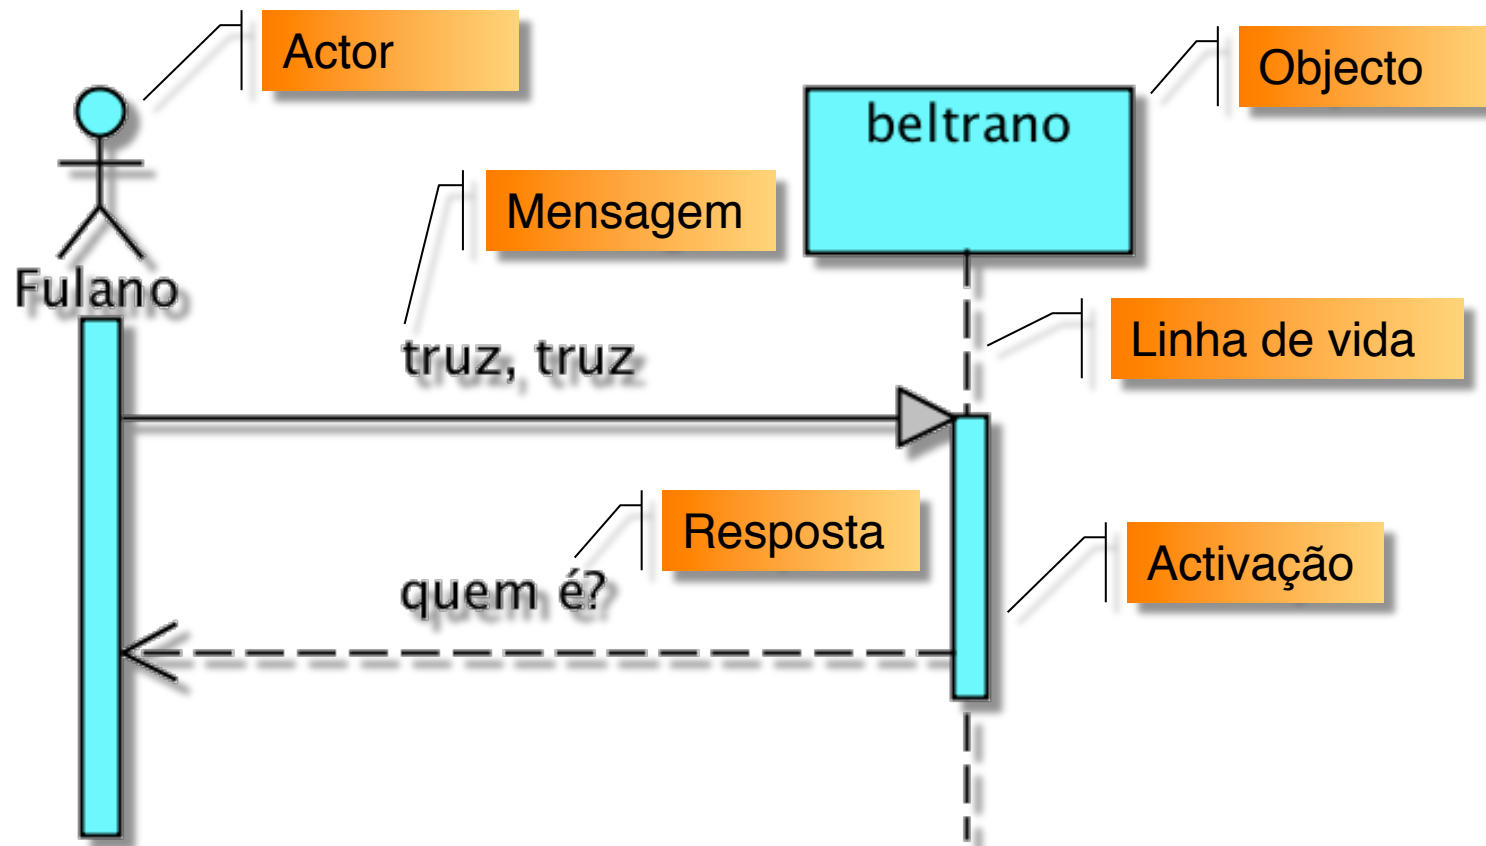 Actor
Objecto
beltrano
Mensagem
Fulano
truz, truz
Linha de vida
Resposta
Activação
quem é?